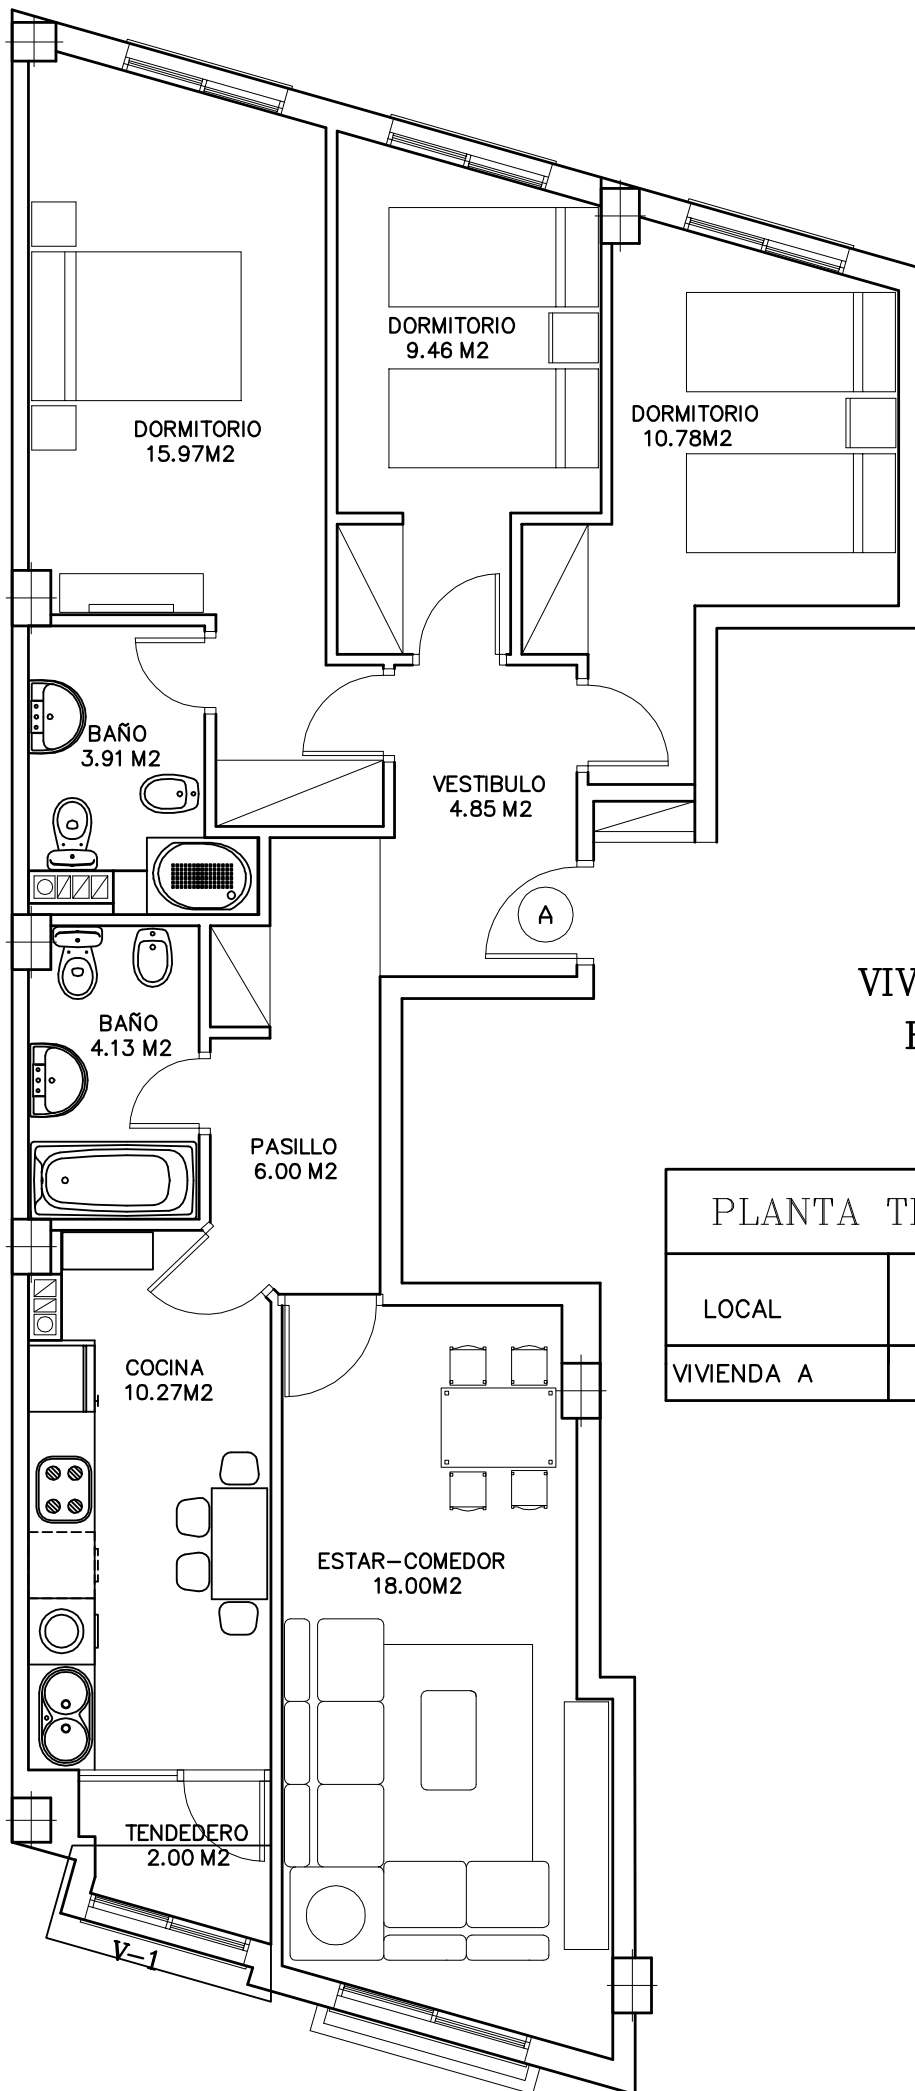 DORMITORIO
9.46 M2
DORMITORIO
10.78M2
DORMITORIO
15.97M2
BAÑO
3.91 M2
VESTIBULO
4.85 M2
A
BAÑO
4.13 M2
PASILLO
6.00 M2
VIV
PLANTA
LOCAL
VIVIENDA A
COCINA
10.27M2
ESTAR-COMEDOR
18.00M2
TENDEDERO
2.00 M2
V-1